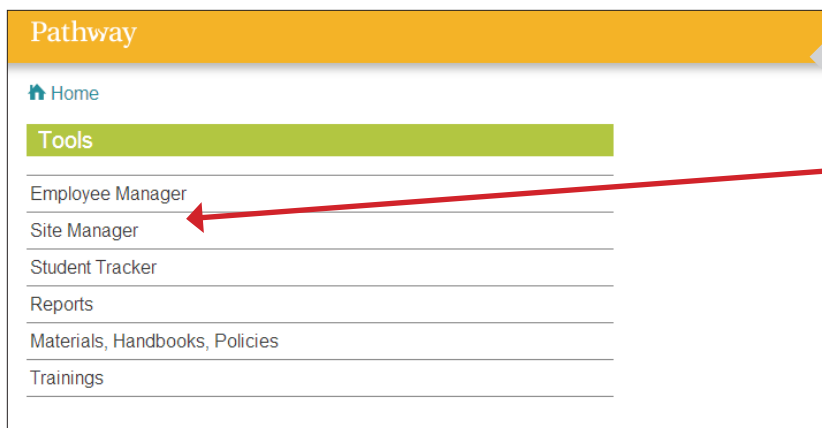 Pathway
Home
Tools
Employee Manager
Site Manager
Student Tracker
Reports
Materials, Handbooks, Policies
Trainings